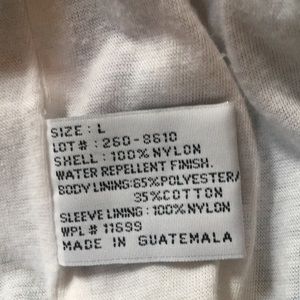 SIZE : L
LOT# : 260-8610
SHELL : 100% NYLON
WATER REPELLENT FINISH.
BODY LINING: 65% POLYESTER/
35% COTTON
SLEEVE LINING : 100% NYLON
WPL # 11699
MADE IN GUATEMALA